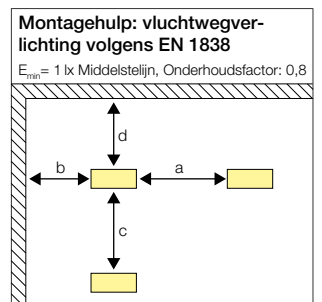 Montagehulp: vluchtwegver-
lichting volgens EN 1838
Emin= 1 lx Middelstelijn, Onderhoudsfactor: 0,8
d
b
a
c